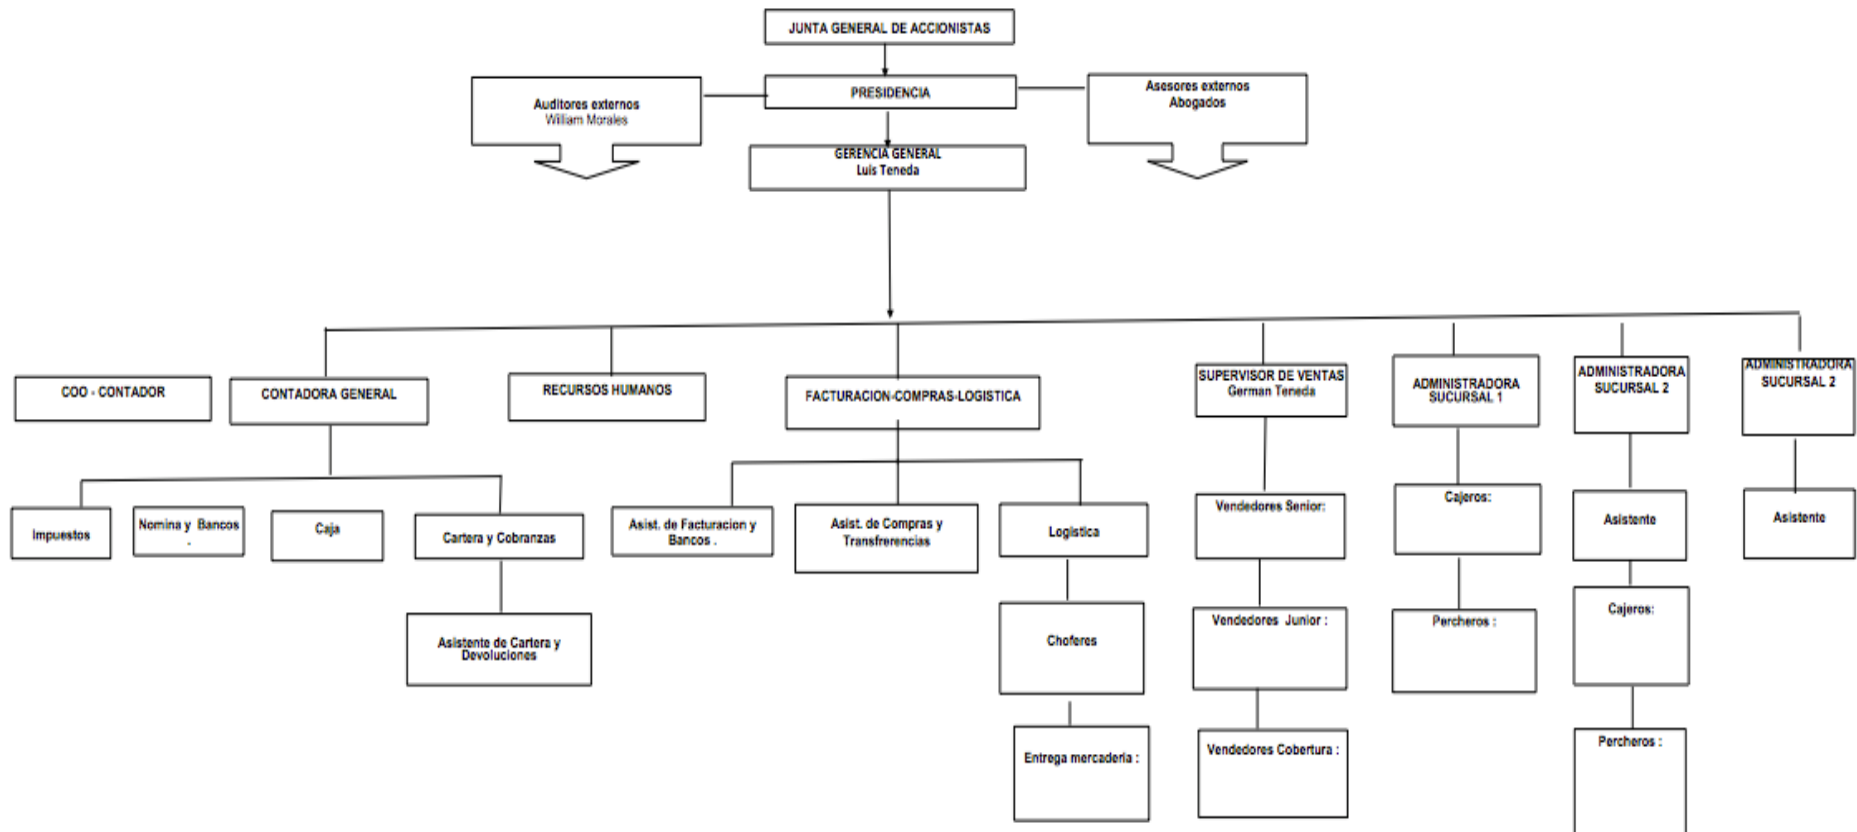 JUNTA GENERAL DE ACCIONISTAS
Auditores externos
William Morales
PRESIDENCIA
Asesores externos
Abogados
GERENCIA GENERAL
Luis Teneda
COO - CONTADOR
CONTADORA GENERAL
RECURSOS HUMANOS
FACTURACION-COMPRAS-LOGISTICA
SUPERVISOR DE VENTAS
German Teneda
ADMINISTRADORA
SUCURSAL 1
ADMINISTRADORA
SUCURSAL 2
ADMINISTRADORA
SUCURSAL 2
Impuestos
Nomina y Bancos
.
Caja
Cartera y Cobranzas
Asist. de Facturacion y
Bancos .
Asist. de Compras y
Transfrerencias
Logistica
Vendedores Senior:
Cajeros:
Asistente
Asistente
Asistente de Cartera y
Devoluciones
Choferes
Vendedores Junior :
Percheros :
Cajeros:
Entrega mercaderia :
Vendedores Cobertura :
Percheros :